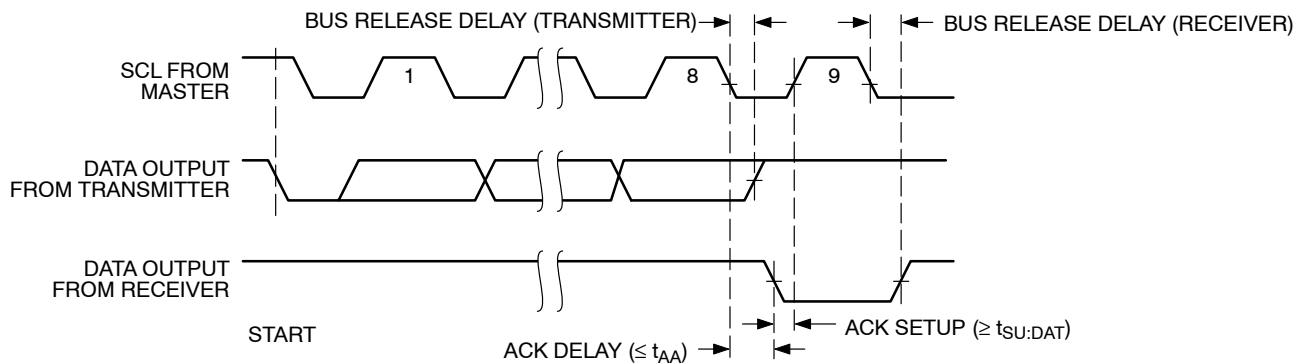 BUS RELEASE DELAY (TRANSMITTER)
BUS RELEASE DELAY (RECEIVER)
SCL FROM
MASTER
1
8
9
DATA OUTPUT
FROM TRANSMITTER
DATA OUTPUT
FROM RECEIVER
START
ACK SETUP (≥ tSU:DAT)
ACK DELAY (≤ tAA)